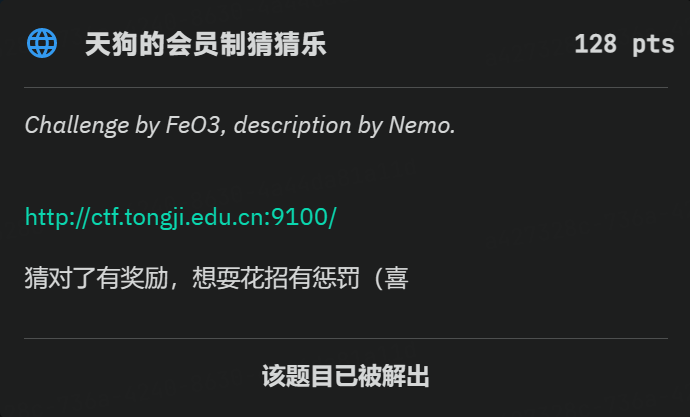 天狗的会员制猜猜乐
128 pts
Challenge by FeO3, description by Nemo.
http://ctf.tongji.edu.cn:9100/
猜对了有奖励，想耍花招有惩罚（喜
该题目已被解出